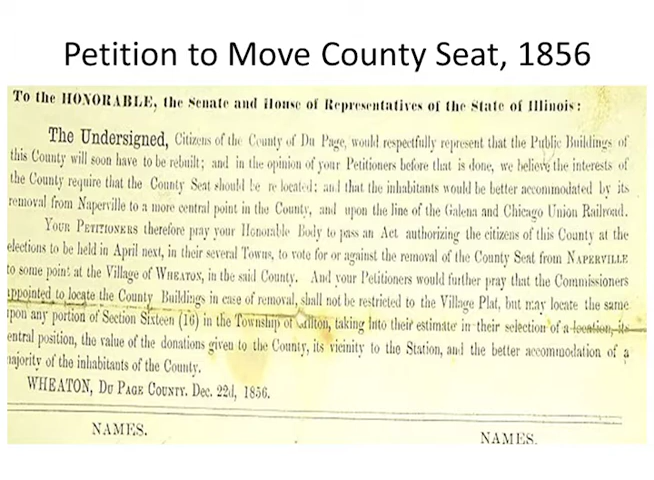 Petition to Move County Seat, 1856
To the HONORABLE, the Senate and House of Representatives of the State of Illinois:
The Undersigned, Citizens of the County of Du Page, would respectfully represent that the Public Buildings of
this County will soon have to be rebuilt; and in the opinion of your Petitioners before that is done, we believe the interests of
the County require that the County Seat should be re located; and that the inhabitants would be better accommodated by its
removal from Naperville to a more central point in the County, and upon the line of the Galena and Chicago Union Railroad.
YOUR PETITIONERS therefore pray your Honorable Body to pass an Act authorizing the citizens of this County at the
elections to be held in April next, in their several Towns, to vote for or against the removal of the County Seat from NAPERVILLE
to some point at the Village of WHEATON, in the said County. And your Petitioners would further pray that the Commissioners
appointed to locate the County Buildings in case of removal, shall not be restricted to the Village Plat, but may locate the same
upon any portion of Section Sixteen (16) in the Township of Milton, taking into their estimate in their selection of a location, its
entral position, the value of the donations given to the County, its vicinity to the Station, and the better accommodation of a
majority of the inhabitants of the County.
WHEATON, DU PAGE COUNTY. Dec. 22d, 1856.
NAMES.
NAMES.